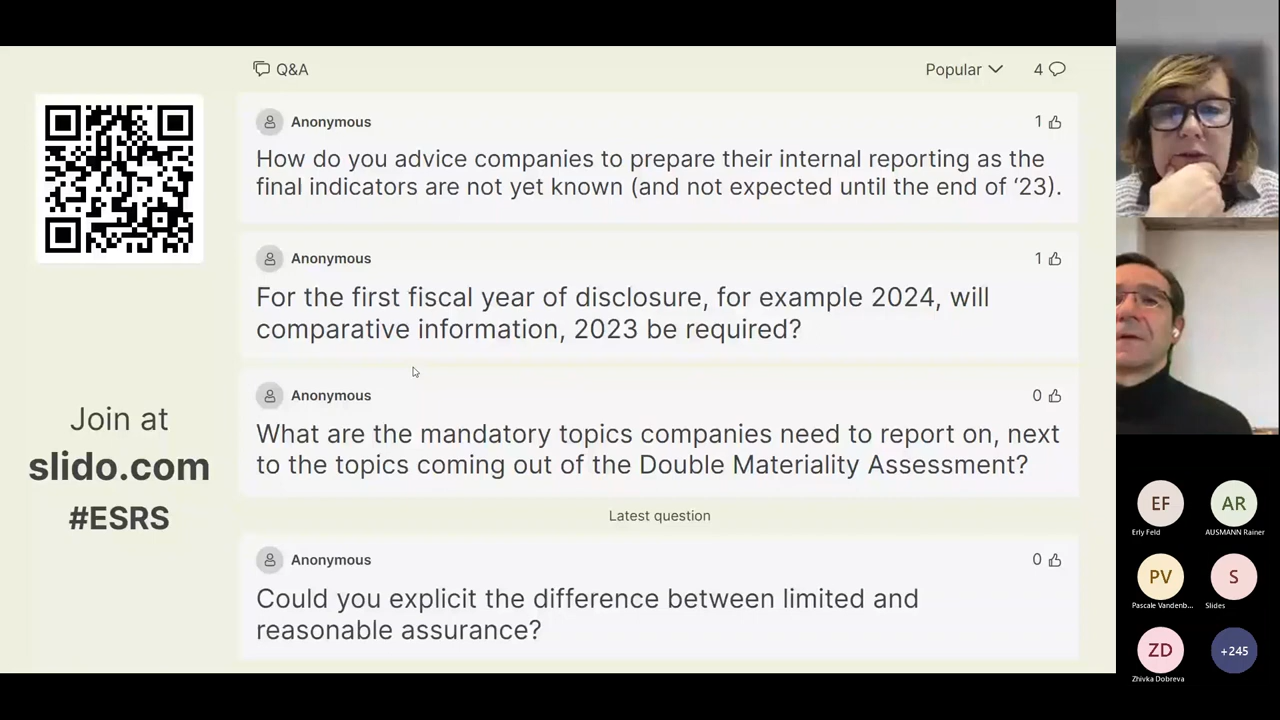 Q&A
Popular
4
Anonymous
1
How do you advice companies to prepare their internal reporting as the
final indicators are not yet known (and not expected until the end of ‘23).
Anonymous
1
For the first fiscal year of disclosure, for example 2024, will
comparative information, 2023 be required?
Anonymous
0
What are the mandatory topics companies need to report on, next
to the topics coming out of the Double Materiality Assessment?
Latest question
Anonymous
0
Could you explicit the difference between limited and
reasonable assurance?
Join at
slido.com
#ESRS
EF
Erly Feld
AR
AUSMANN Rainer
PV
Pascale Vandenb...
S
Slides
ZD
Zhivka Dobreva
+245